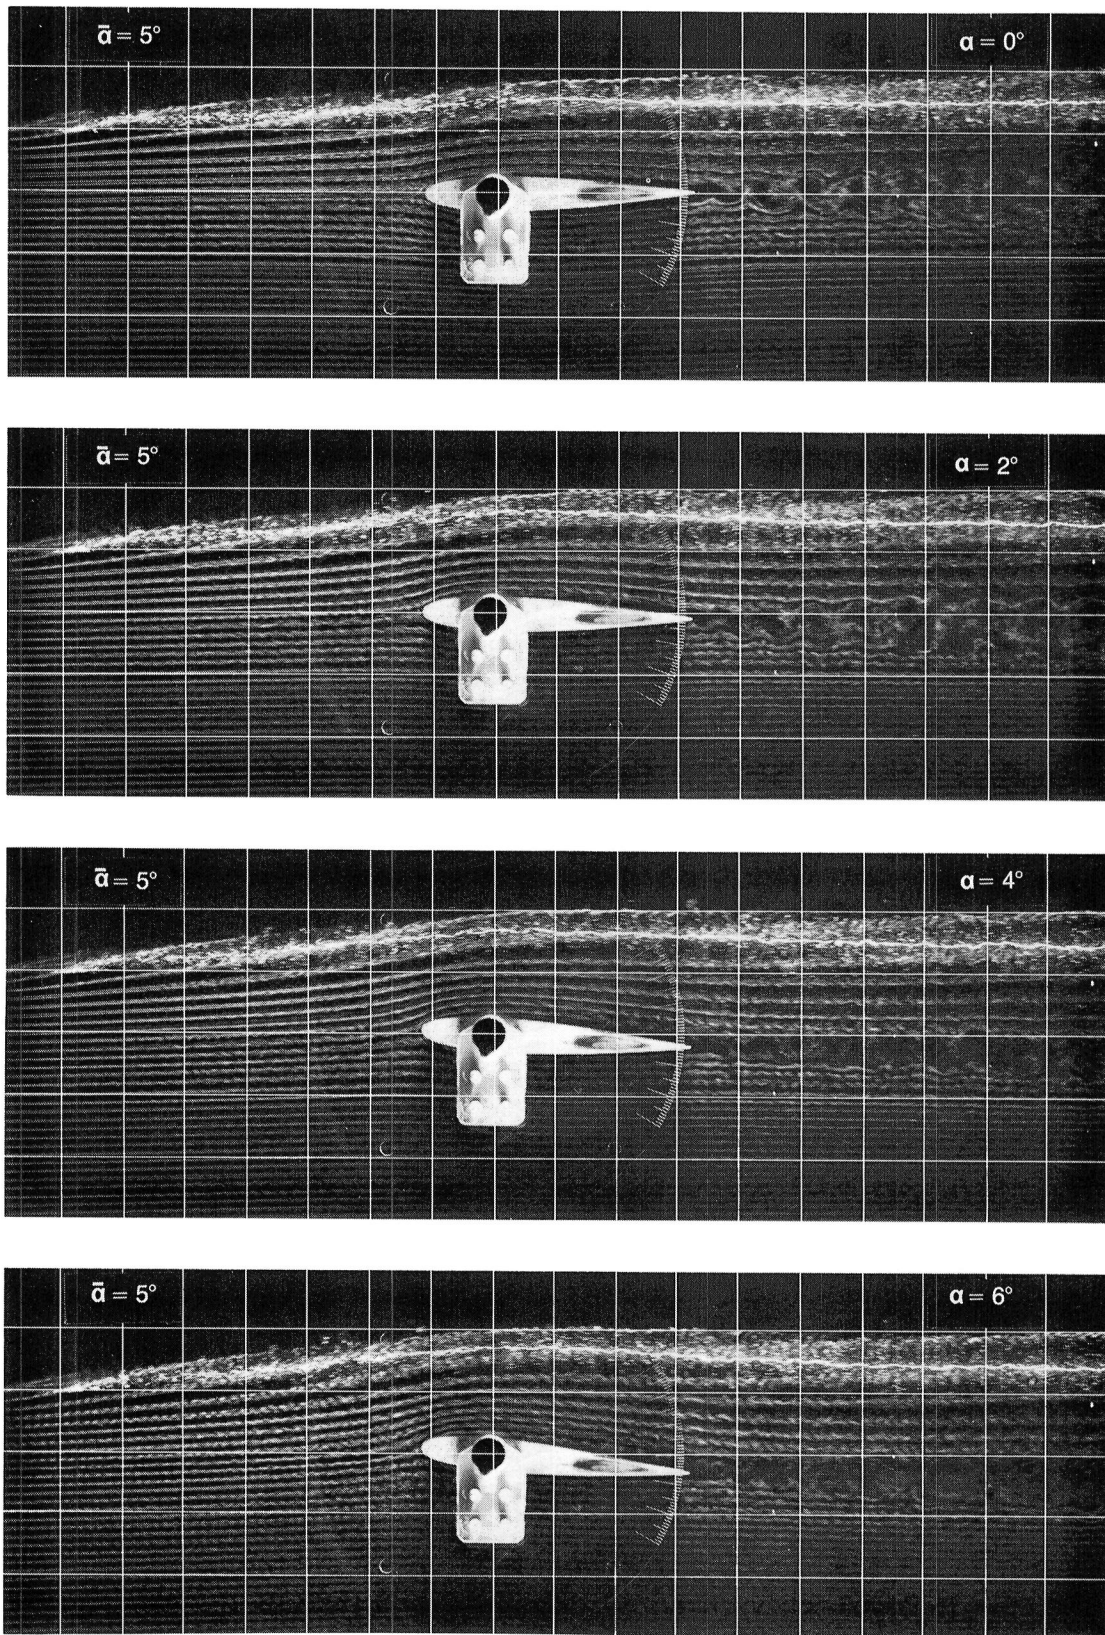 ᾱ = 5°
α = 0°
ᾱ = 5°
α = 2°
ᾱ = 5°
α = 4°
ᾱ = 5°
α = 6°